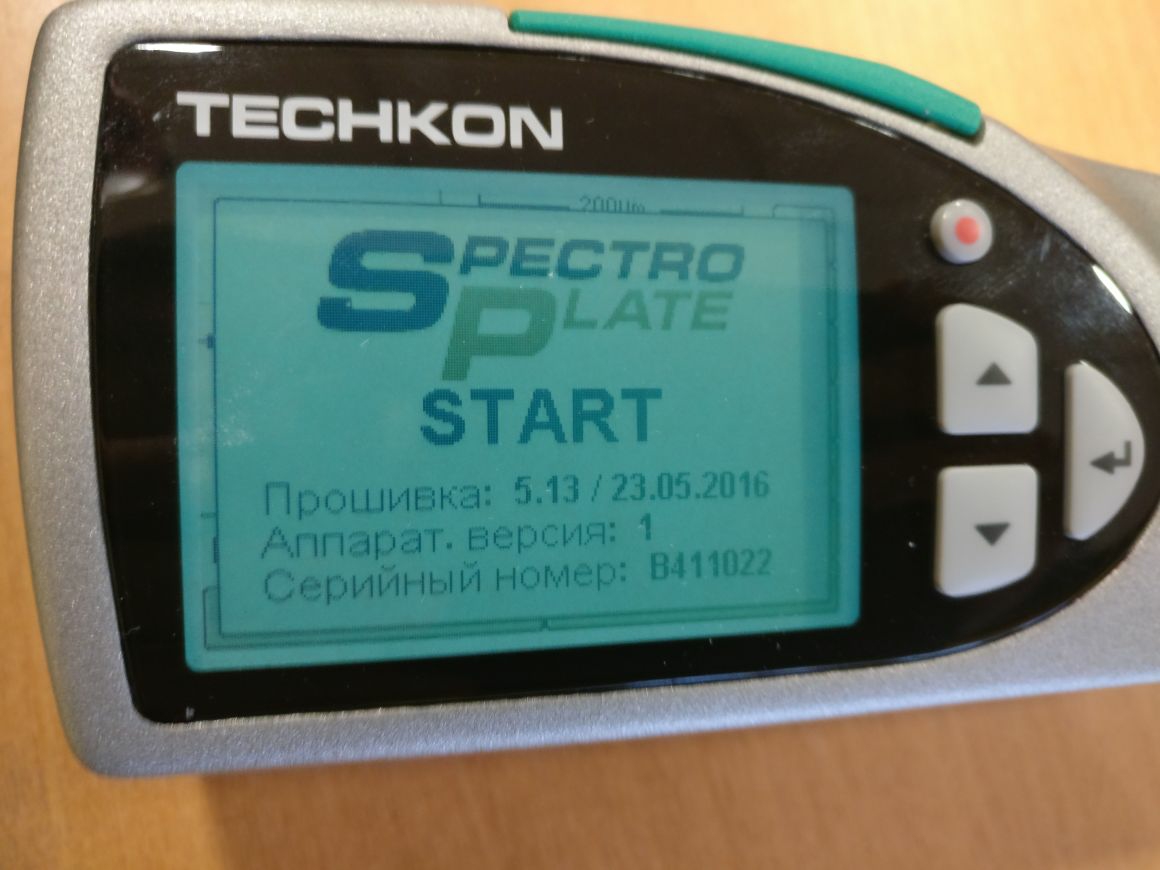 TECHKON
200µm
SPECTRO
PLATE
START
Прошивка: 5.13 / 23.05.2016
Аппарат. версия: 1
Серийный номер: B411022